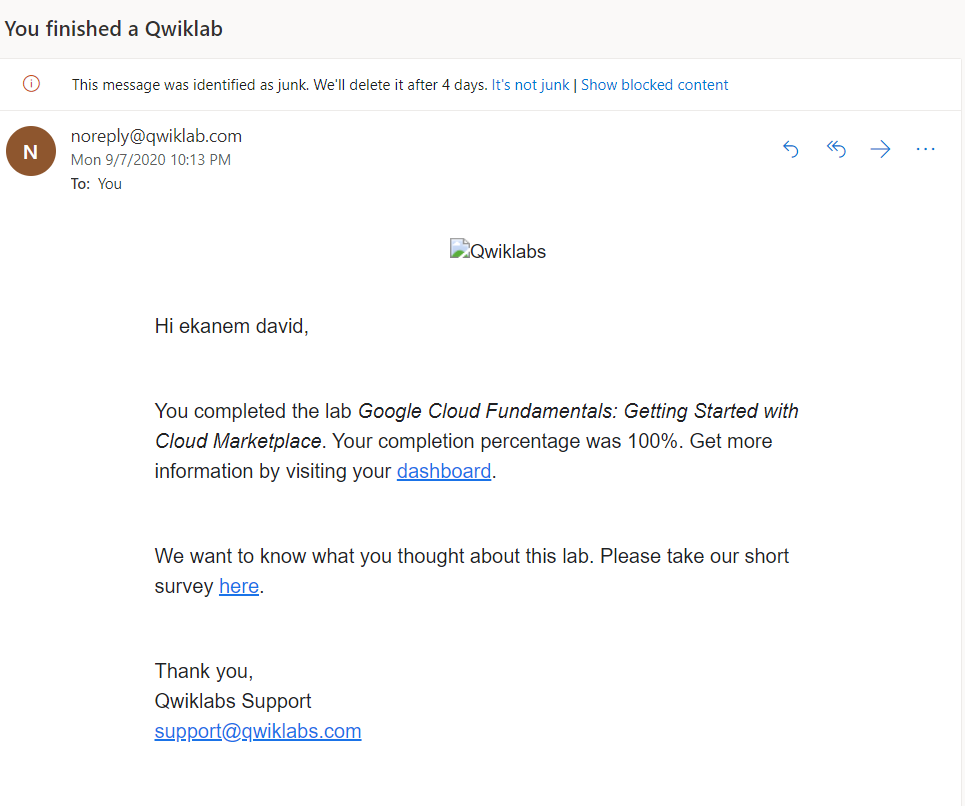 You finished a Qwiklab
This message was identified as junk. We'll delete it after 4 days. It's not junk | Show blocked content
N
noreply@qwiklab.com
Mon 9/7/2020 10:13 PM
To: You
Qwiklabs
Hi ekanem david,
You completed the lab Google Cloud Fundamentals: Getting Started with
Cloud Marketplace. Your completion percentage was 100%. Get more
information by visiting your dashboard.
We want to know what you thought about this lab. Please take our short
survey here.
Thank you,
Qwiklabs Support
support@qwiklabs.com